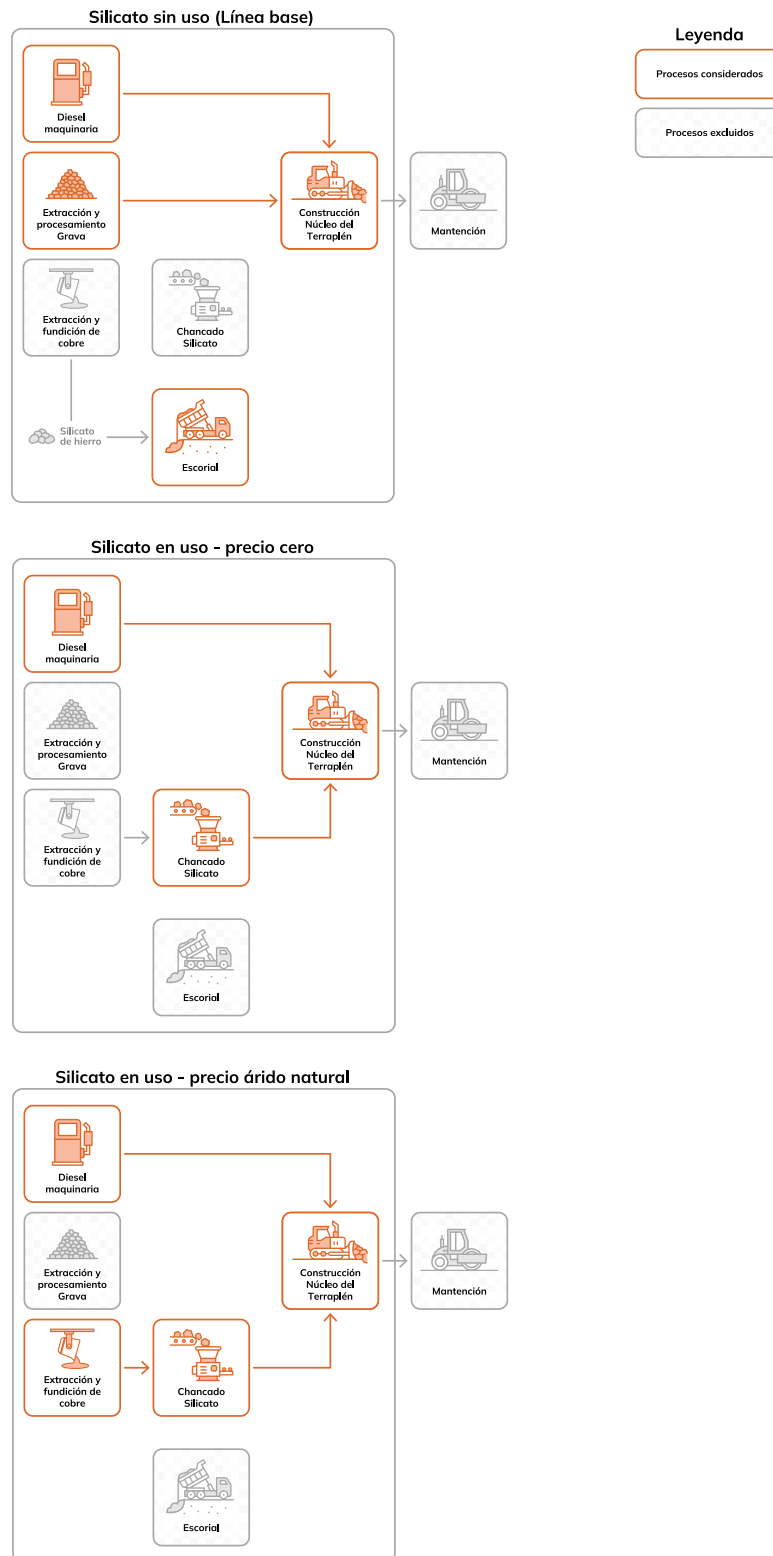 Silicato sin uso (Línea base)
Leyenda
Procesos considerados
Procesos excluidos
Diesel
maquinaria
Extracción y
procesamiento
Grava
Construcción
Núcleo del
Terraplén
Mantención
Extracción y
fundición de
cobre
Chancado
Silicato
Silicato
de hierro
Escorial
Silicato en uso - precio cero
Diesel
maquinaria
Extracción y
procesamiento
Grava
Construcción
Núcleo del
Terraplén
Mantención
Extracción y
fundición de
cobre
Chancado
Silicato
Escorial
Silicato en uso - precio árido natural
Diesel
maquinaria
Extracción y
procesamiento
Grava
Construcción
Núcleo del
Terraplén
Mantención
Extracción y
fundición de
cobre
Chancado
Silicato
Escorial